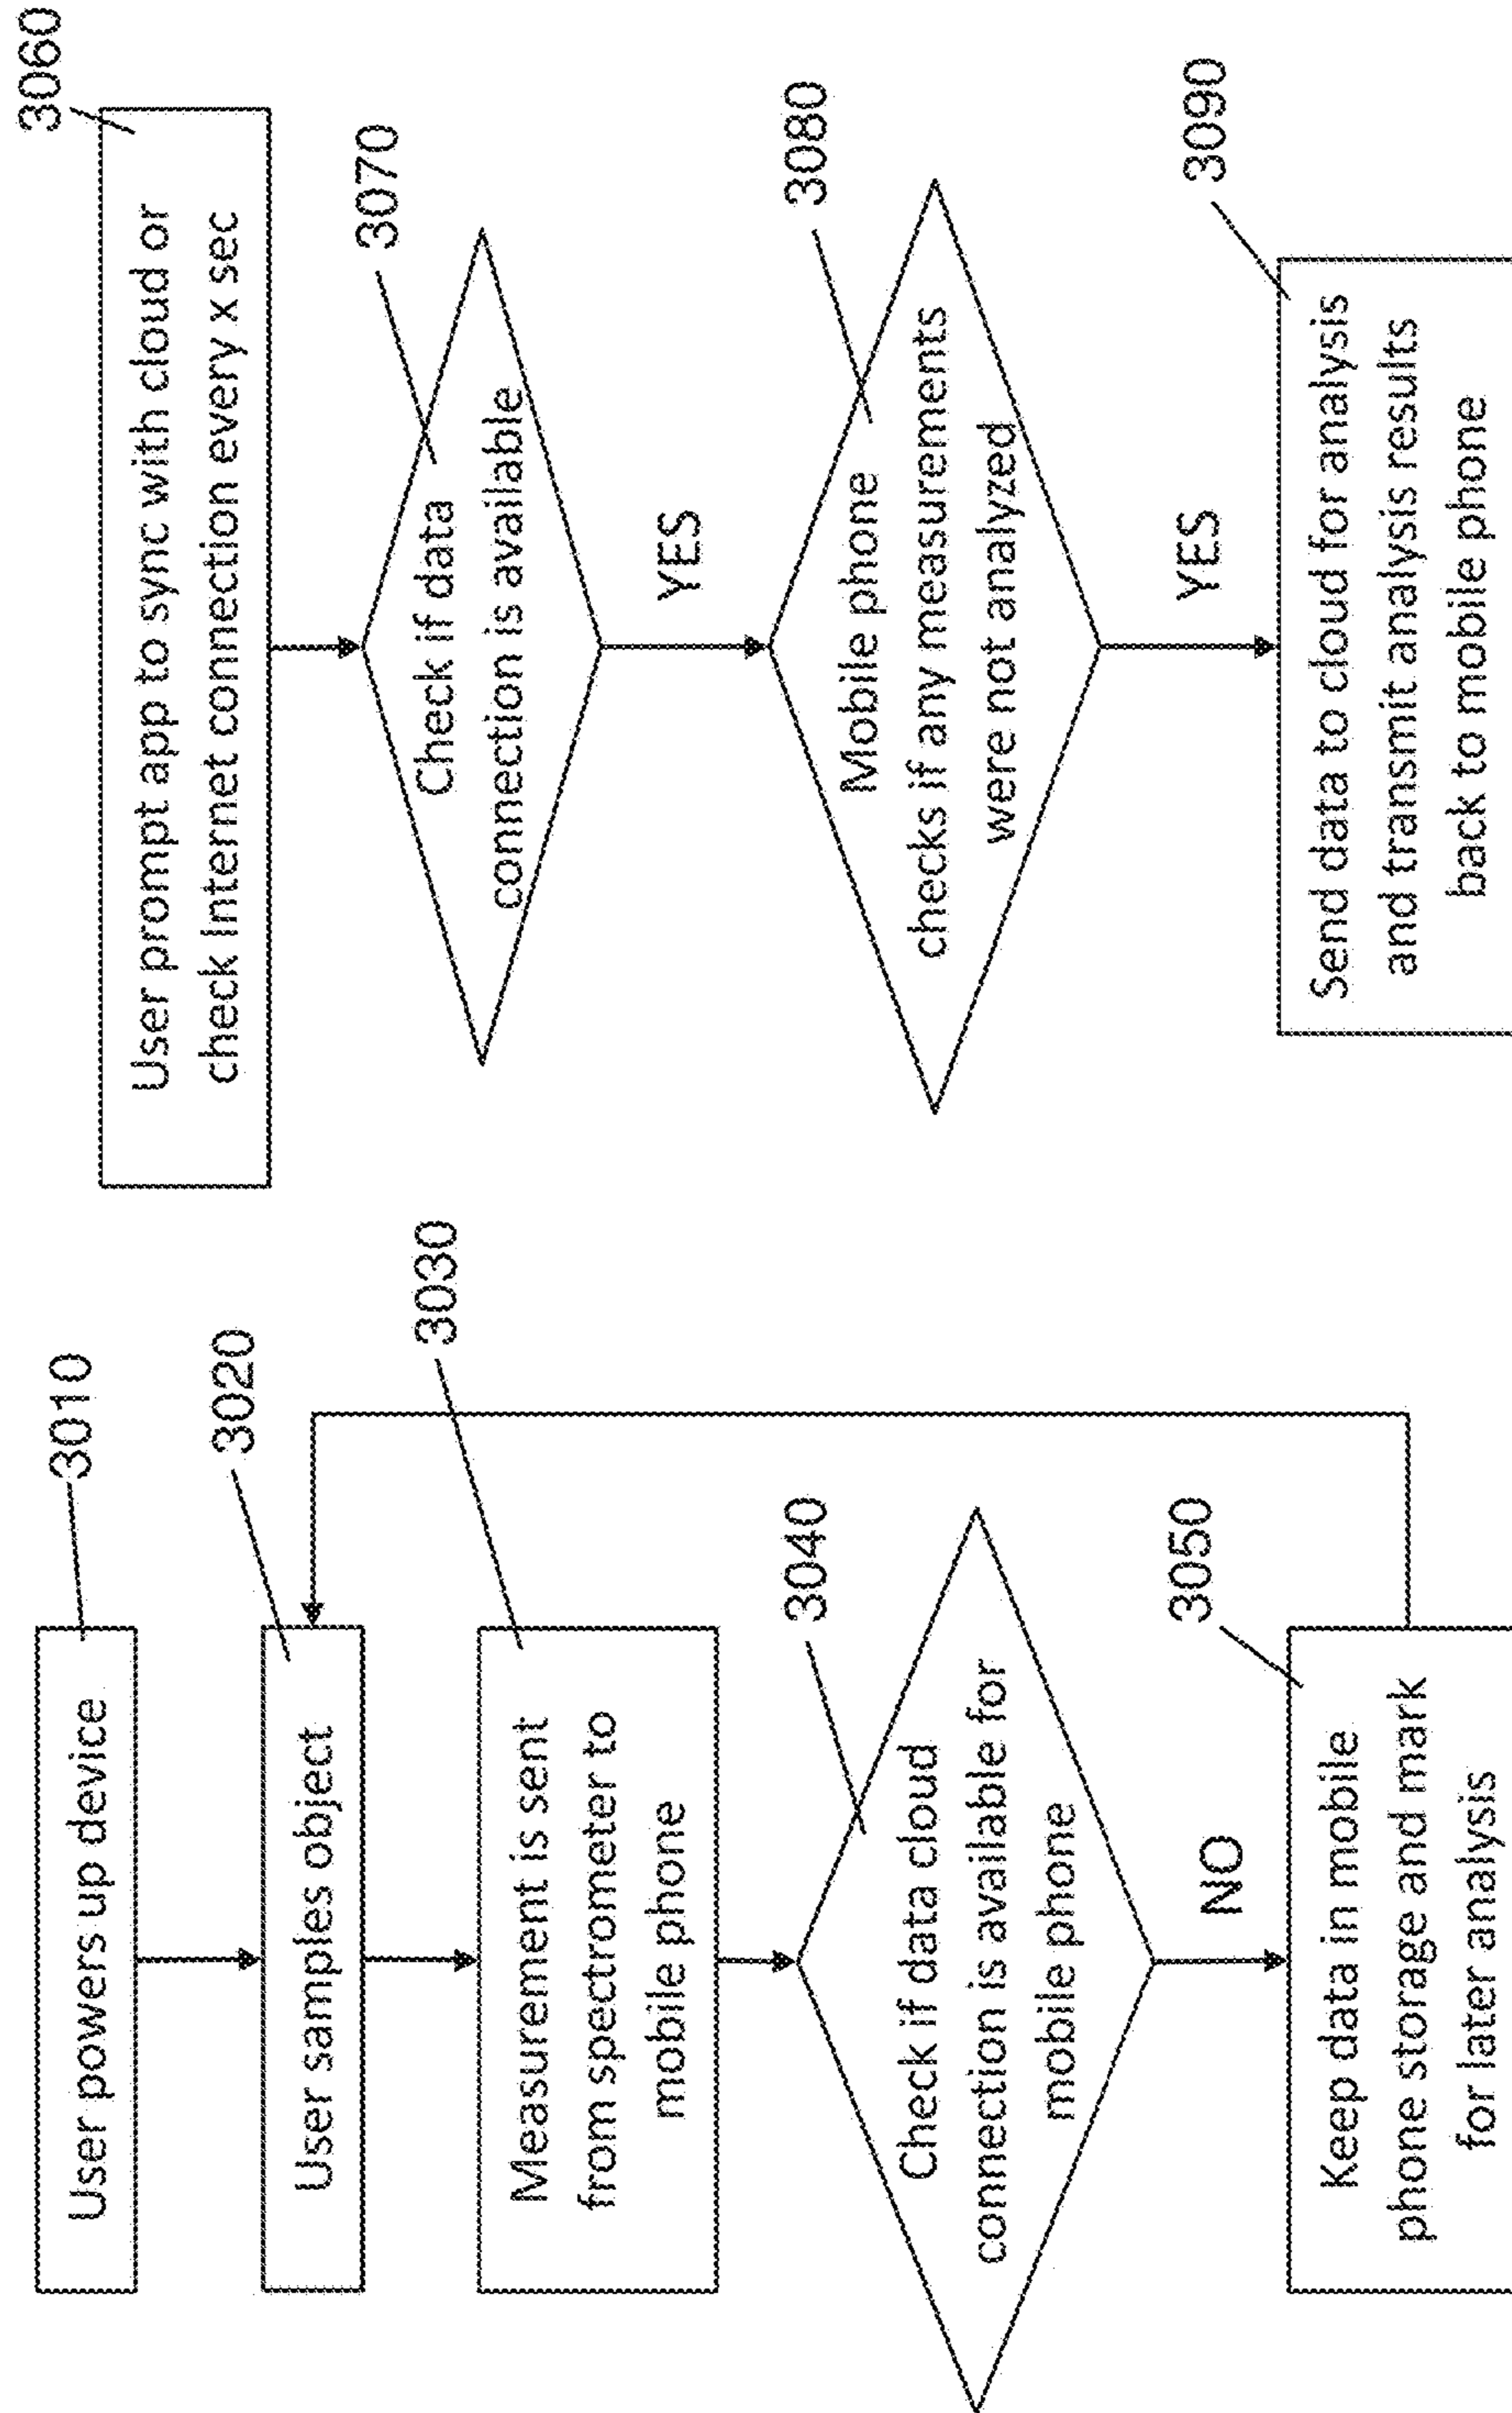 3010
User powers up device
3020
User samples object
3030
Measurement is sent
from spectrometer to
mobile phone
3040
Check if data cloud
connection is available for
mobile phone
NO
3050
Keep data in mobile
phone storage and mark
for later analysis
3060
User prompt app to sync with cloud or
check Internet connection every x sec
3070
Check if data
connection is available
YES
3080
Mobile phone
checks if any measurements
were not analyzed
YES
3090
Send data to cloud for analysis
and transmit analysis results
back to mobile phone